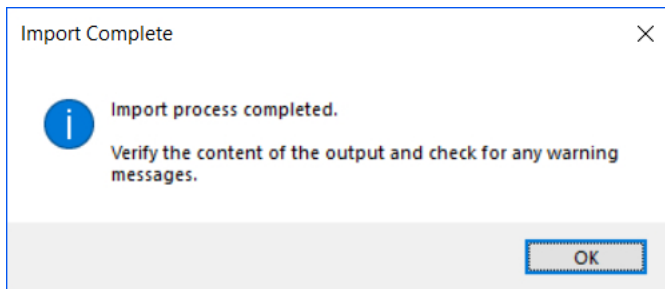 Import Complete
Import process completed.
Verify the content of the output and check for any warning
messages.
OK